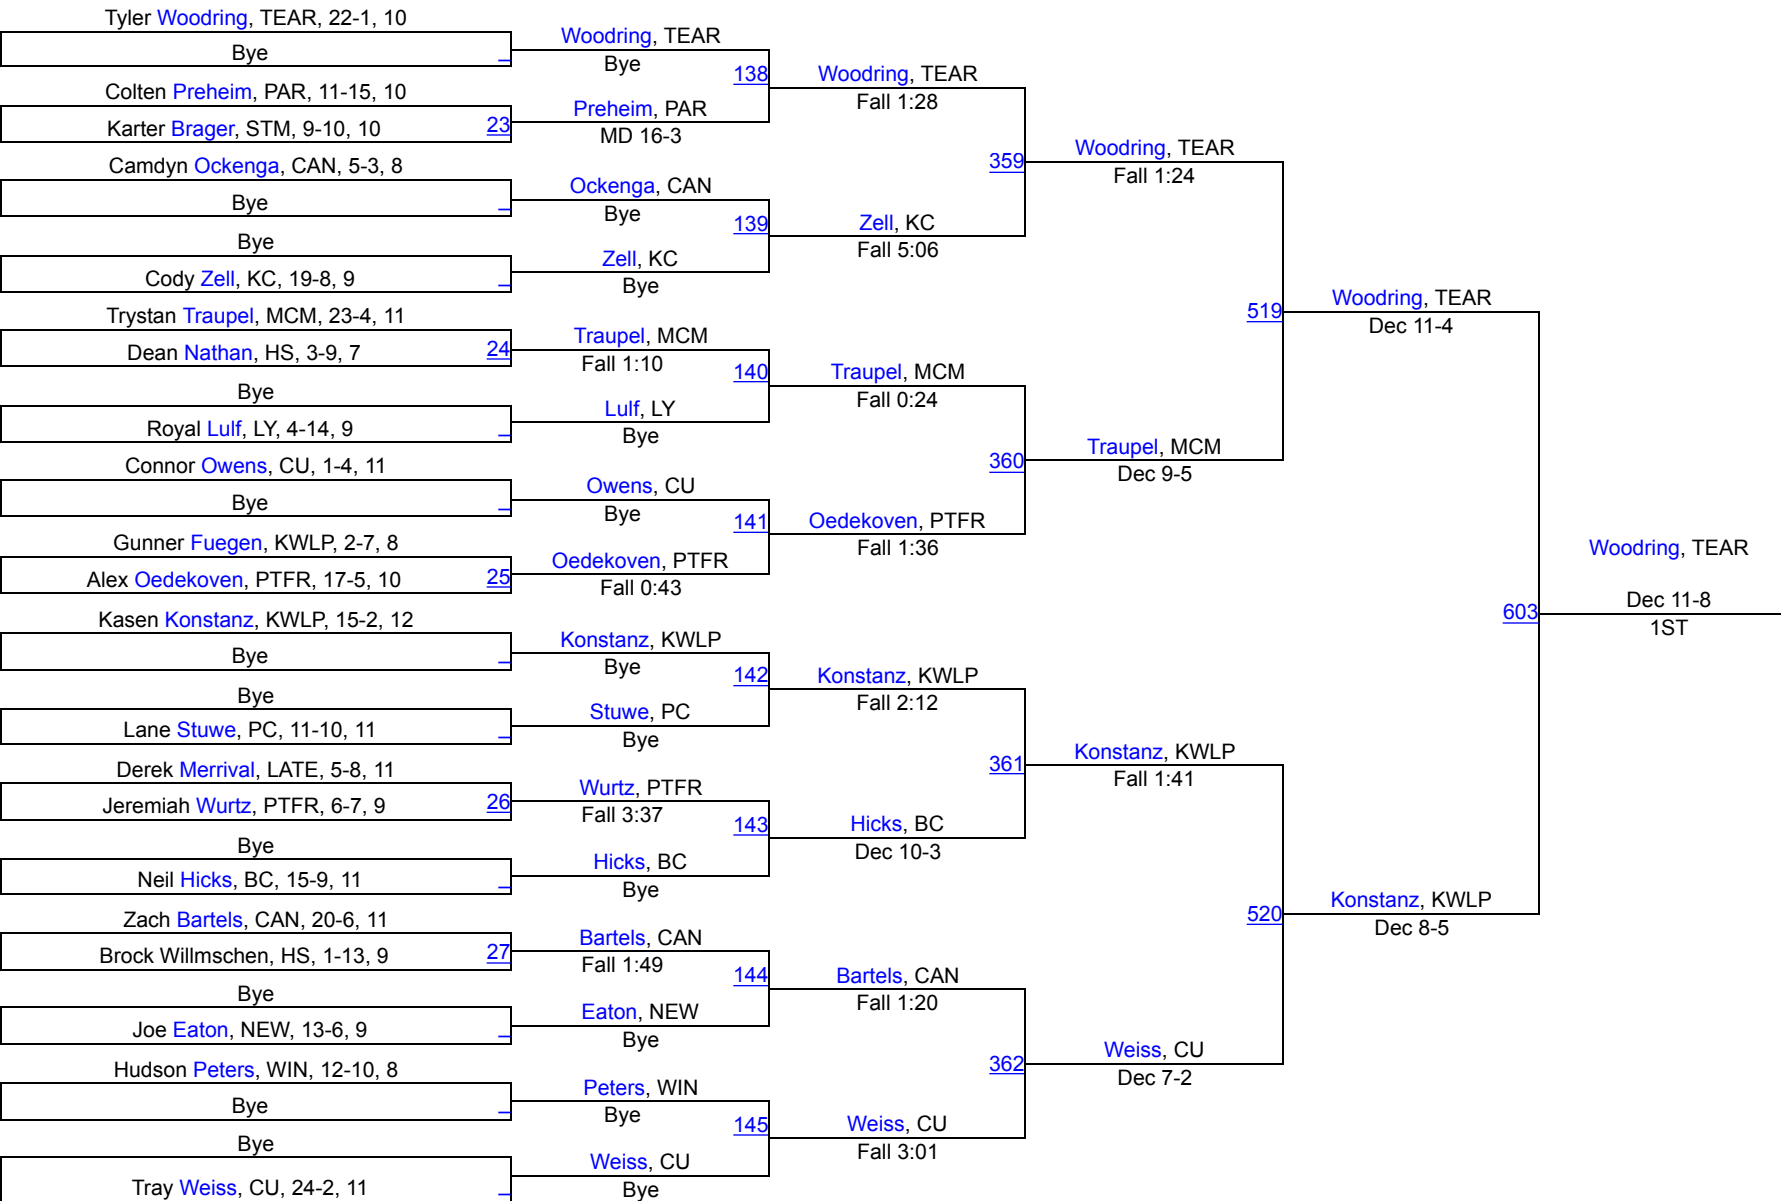 Tyler Woodring, TEAR, 22-1, 10
Bye
Colten Preheim, PAR, 11-15, 10
Karter Brager, STM, 9-10, 10
23
Camdyn Ockenga, CAN, 5-3, 8
Bye
Bye
Cody Zell, KC, 19-8, 9
Trystan Traupel, MCM, 23-4, 11
Dean Nathan, HS, 3-9, 7
24
Bye
Royal Lulf, LY, 4-14, 9
Connor Owens, CU, 1-4, 11
Bye
Gunner Fuegen, KWLP, 2-7, 8
Alex Oedekoven, PTFR, 17-5, 10
25
Kasen Konstanz, KWLP, 15-2, 12
Bye
Bye
Lane Stuwe, PC, 11-10, 11
Derek Merrival, LATE, 5-8, 11
Jeremiah Wurtz, PTFR, 6-7, 9
26
Bye
Neil Hicks, BC, 15-9, 11
Zach Bartels, CAN, 20-6, 11
Brock Willmschen, HS, 1-13, 9
27
Bye
Joe Eaton, NEW, 13-6, 9
Hudson Peters, WIN, 12-10, 8
Bye
Bye
Tray Weiss, CU, 24-2, 11
Woodring, TEAR
Bye
138
Preheim, PAR
MD 16-3
Ockenga, CAN
Bye
139
Zell, KC
Bye
Traupel, MCM
Fall 1:10
140
Lulf, LY
Bye
Owens, CU
Bye
141
Oedekoven, PTFR
Fall 0:43
Konstanz, KWLP
Bye
142
Stuwe, PC
Bye
Wurtz, PTFR
Fall 3:37
143
Hicks, BC
Bye
Bartels, CAN
Fall 1:49
144
Eaton, NEW
Bye
Peters, WIN
Bye
145
Weiss, CU
Bye
Woodring, TEAR
Fall 1:28
359
Zell, KC
Fall 5:06
Traupel, MCM
Fall 0:24
360
Oedekoven, PTFR
Fall 1:36
Konstanz, KWLP
Fall 2:12
361
Hicks, BC
Dec 10-3
Bartels, CAN
Fall 1:20
362
Weiss, CU
Fall 3:01
Woodring, TEAR
Fall 1:24
519
Traupel, MCM
Dec 9-5
Konstanz, KWLP
Fall 1:41
520
Weiss, CU
Dec 7-2
Woodring, TEAR
Dec 11-4
603
Konstanz, KWLP
Dec 8-5
Woodring, TEAR
Dec 11-8
1ST